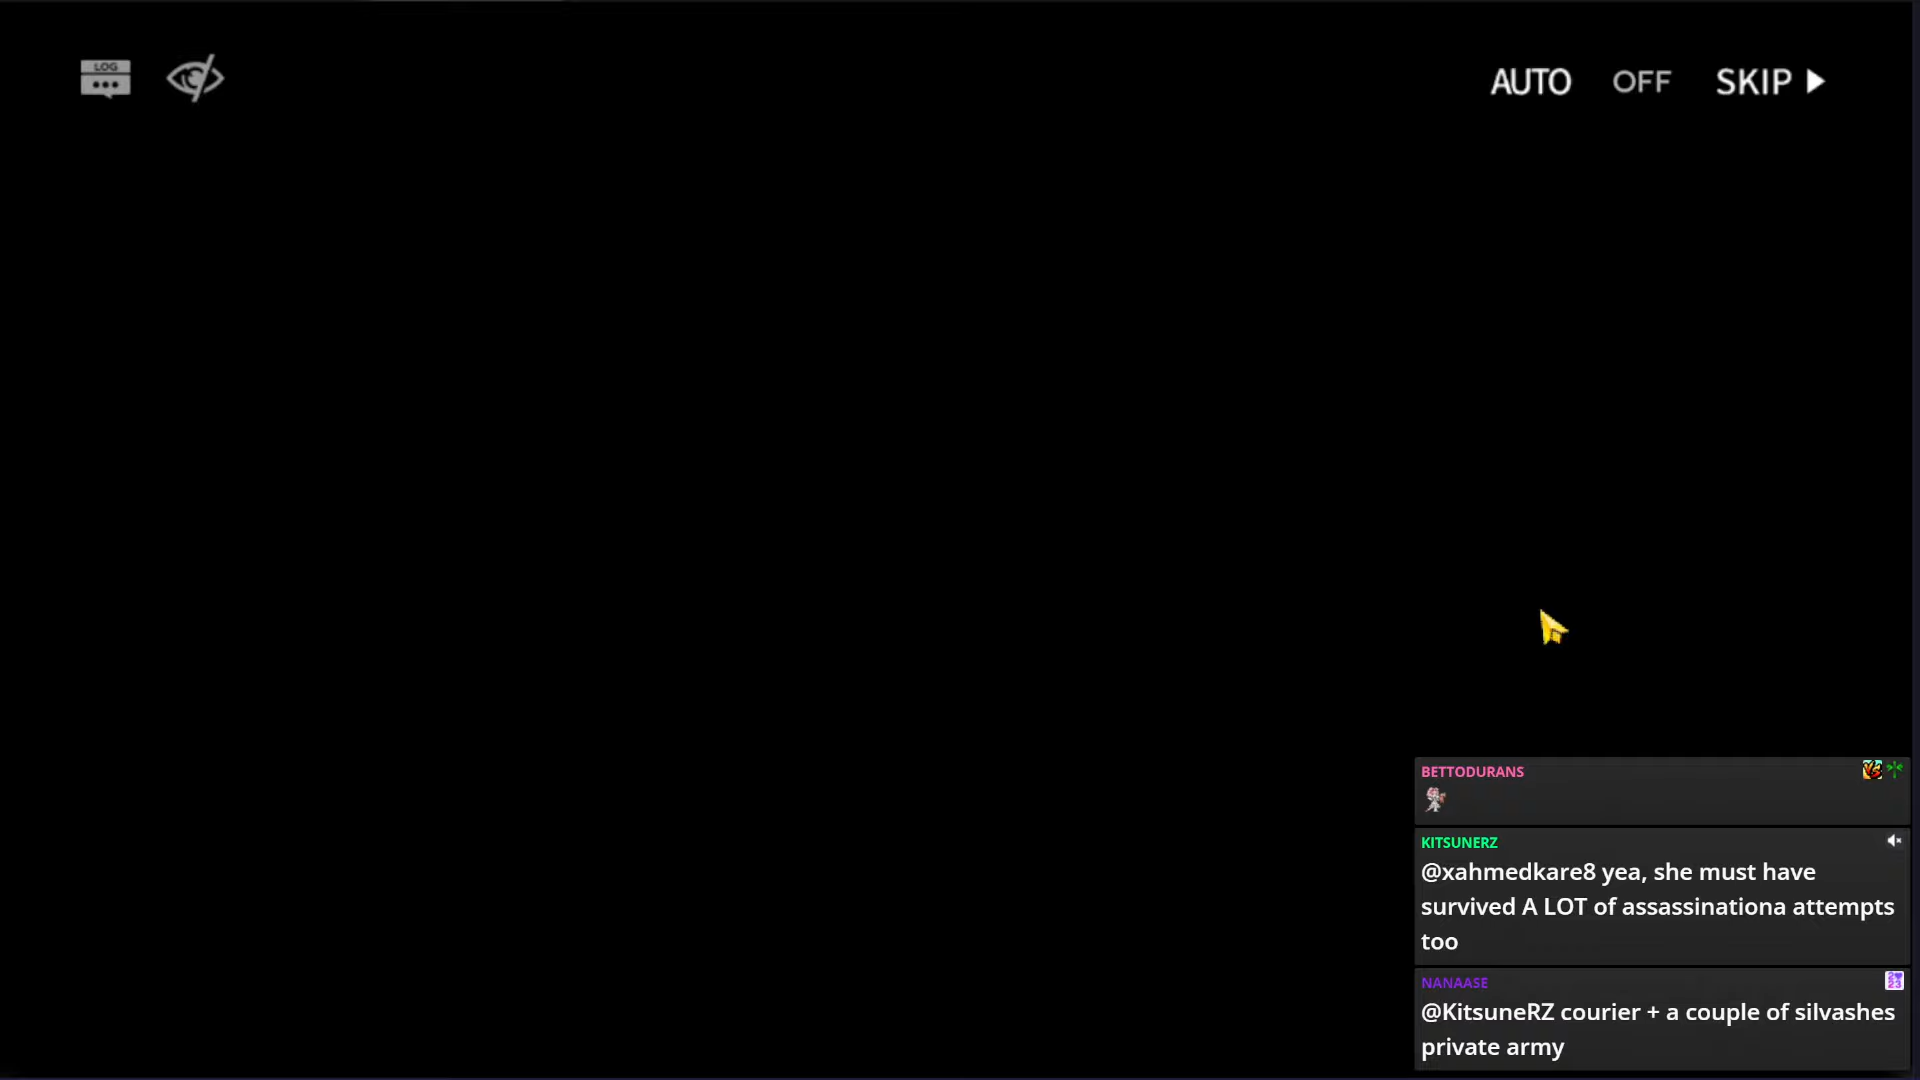 LOG
AUTO OFF SKIP
BETTODURANS
KITSUNERZ
@xahmedkare8 yea, she must have
survived A LOT of assassinationa attempts
too
NANAASE
@KitsuneRZ courier + a couple of silvashes
private army